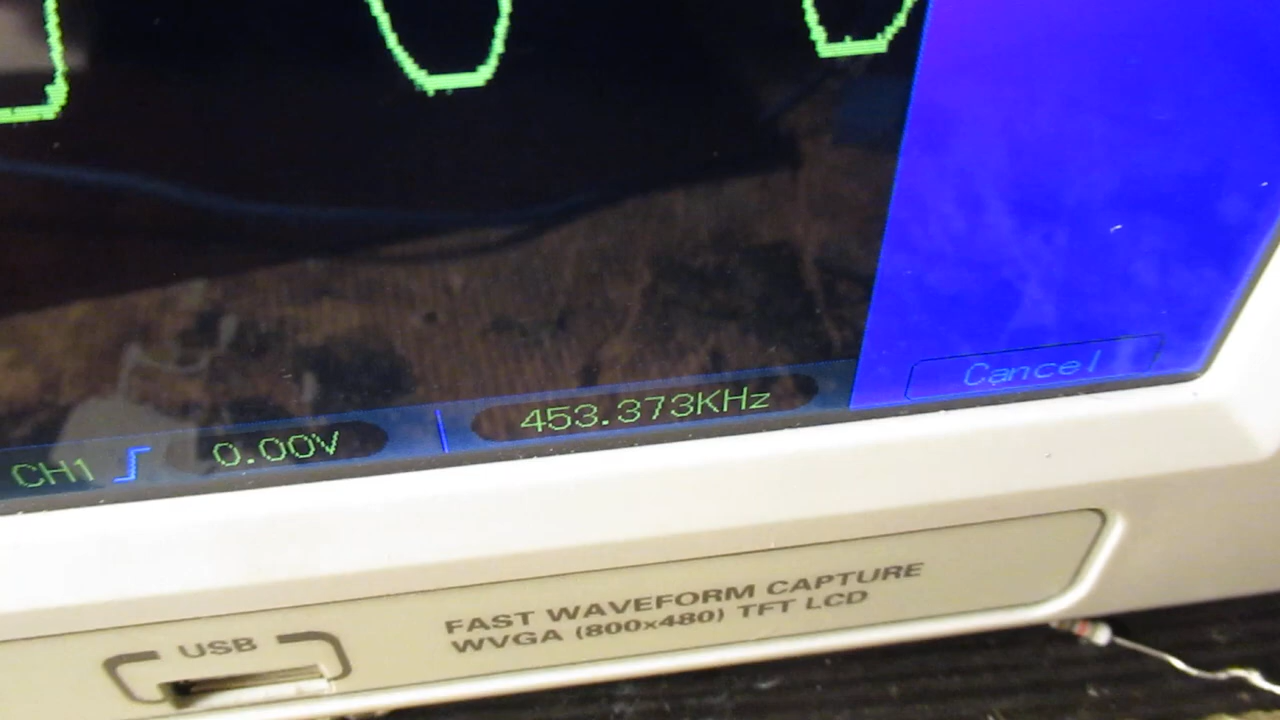 Cancel
CH1 0.00V 453.373KHz
USB
FAST WAVEFORM CAPTURE
WVGA (800x480) TFT LCD